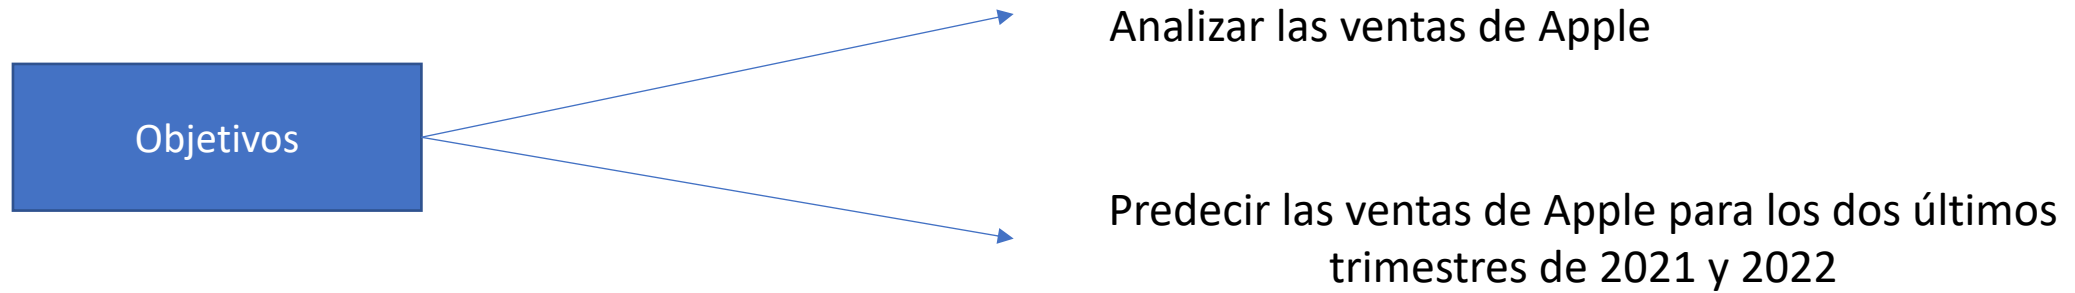 Analizar las ventas de Apple
Objetivos
Predecir las ventas de Apple para los dos últimos
trimestres de 2021 y 2022